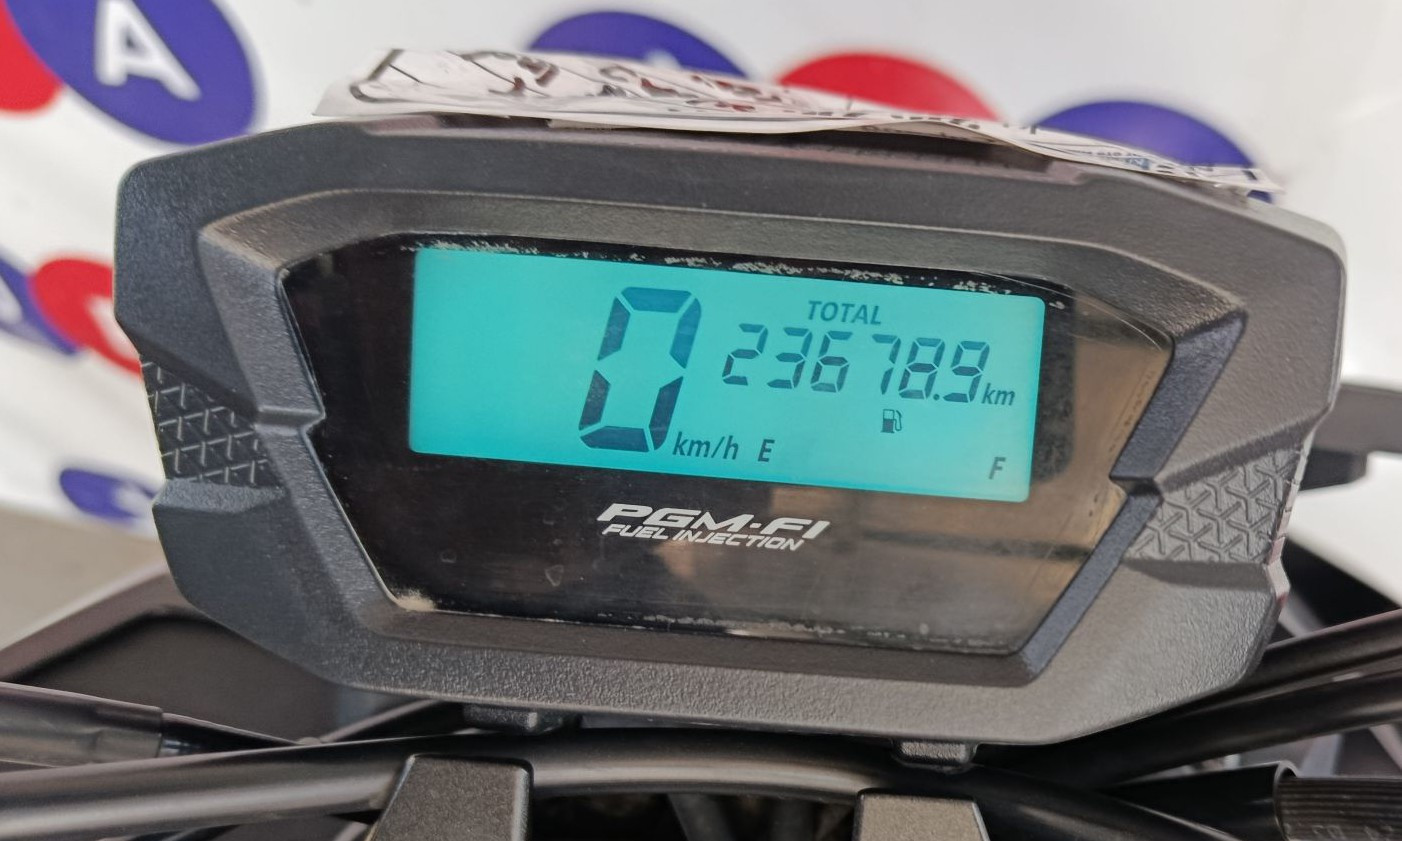 A
TOTAL
0 23678.9 km
km/h E F
PGM-FI
FUEL INJECTION